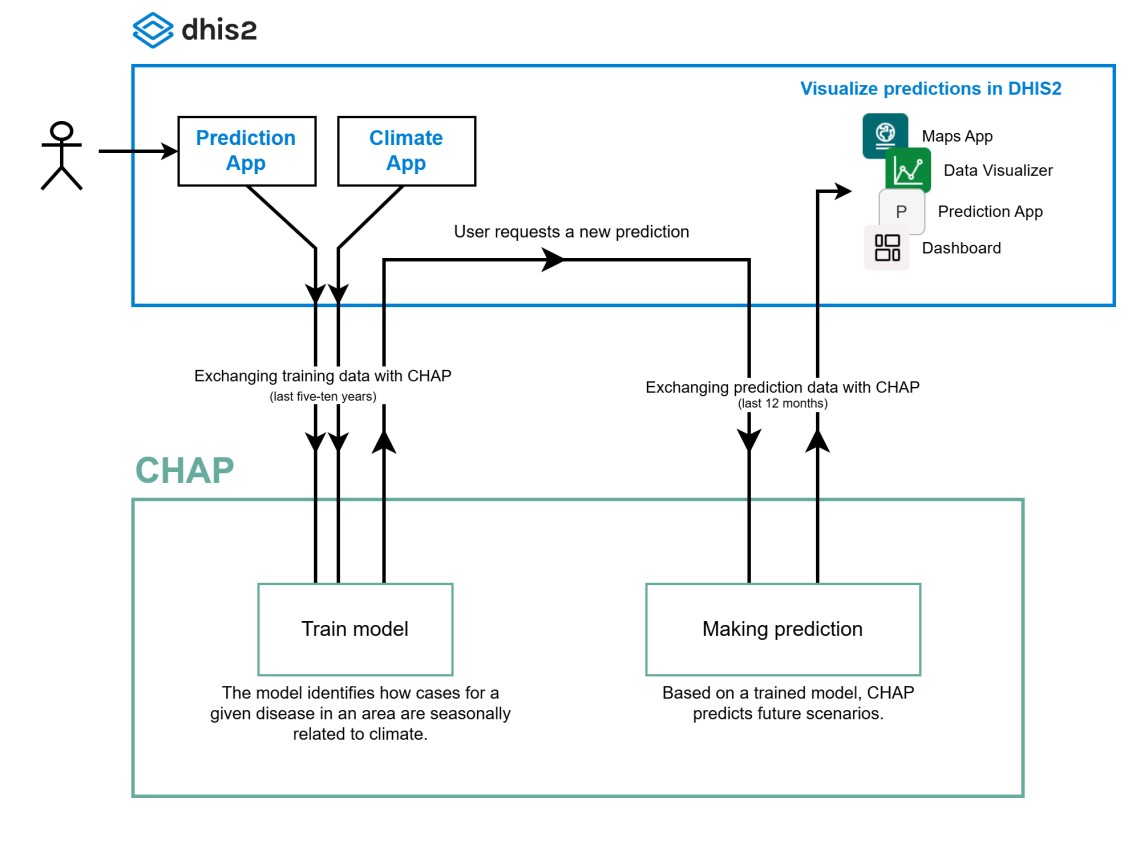 dhis2
Visualize predictions in DHIS2
Prediction
App
Climate
App
Maps App
Data Visualizer
P
Prediction App
Dashboard
User requests a new prediction
Exchanging training data with CHAP
(last five-ten years)
Exchanging prediction data with CHAP
(last 12 months)
CHAP
Train model
The model identifies how cases for a
given disease in an area are seasonally
related to climate.
Making prediction
Based on a trained model, CHAP
predicts future scenarios.